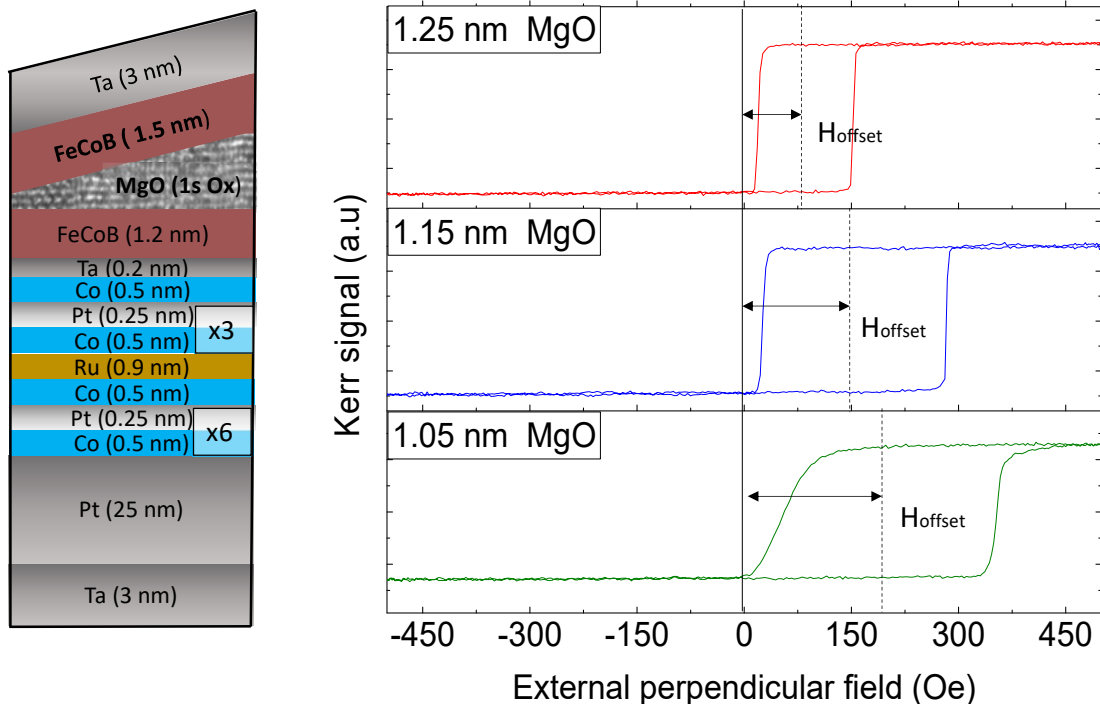 Ta (3 nm)
FeCoB ( 1.5 nm)
MgO (1s Ox)
FeCoB (1.2 nm)
Ta (0.2 nm)
Co (0.5 nm)
Pt (0.25 nm)
x3
Co (0.5 nm)
Ru (0.9 nm)
Co (0.5 nm)
Pt (0.25 nm)
x6
Co (0.5 nm)
Pt (25 nm)
Ta (3 nm)
Kerr signal (a.u)
1.25 nm MgO
Hoffset
1.15 nm MgO
Hoffset
1.05 nm MgO
Hoffset
-450 -300 -150 0 150 300 450
External perpendicular field (Oe)